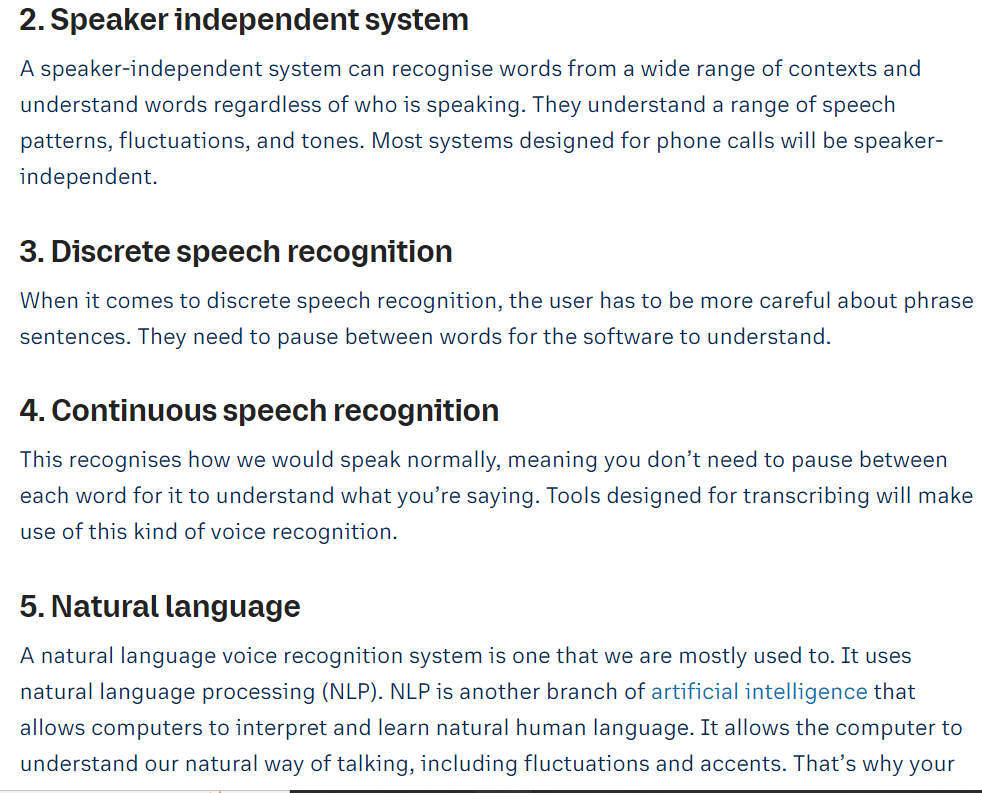 2. Speaker independent system
A speaker-independent system can recognise words from a wide range of contexts and
understand words regardless of who is speaking. They understand a range of speech
patterns, fluctuations, and tones. Most systems designed for phone calls will be speaker-
independent.
3. Discrete speech recognition
When it comes to discrete speech recognition, the user has to be more careful about phrase
sentences. They need to pause between words for the software to understand.
4. Continuous speech recognition
This recognises how we would speak normally, meaning you don’t need to pause between
each word for it to understand what you’re saying. Tools designed for transcribing will make
use of this kind of voice recognition.
5. Natural language
A natural language voice recognition system is one that we are mostly used to. It uses
natural language processing (NLP). NLP is another branch of artificial intelligence that
allows computers to interpret and learn natural human language. It allows the computer to
understand our natural way of talking, including fluctuations and accents. That’s why your